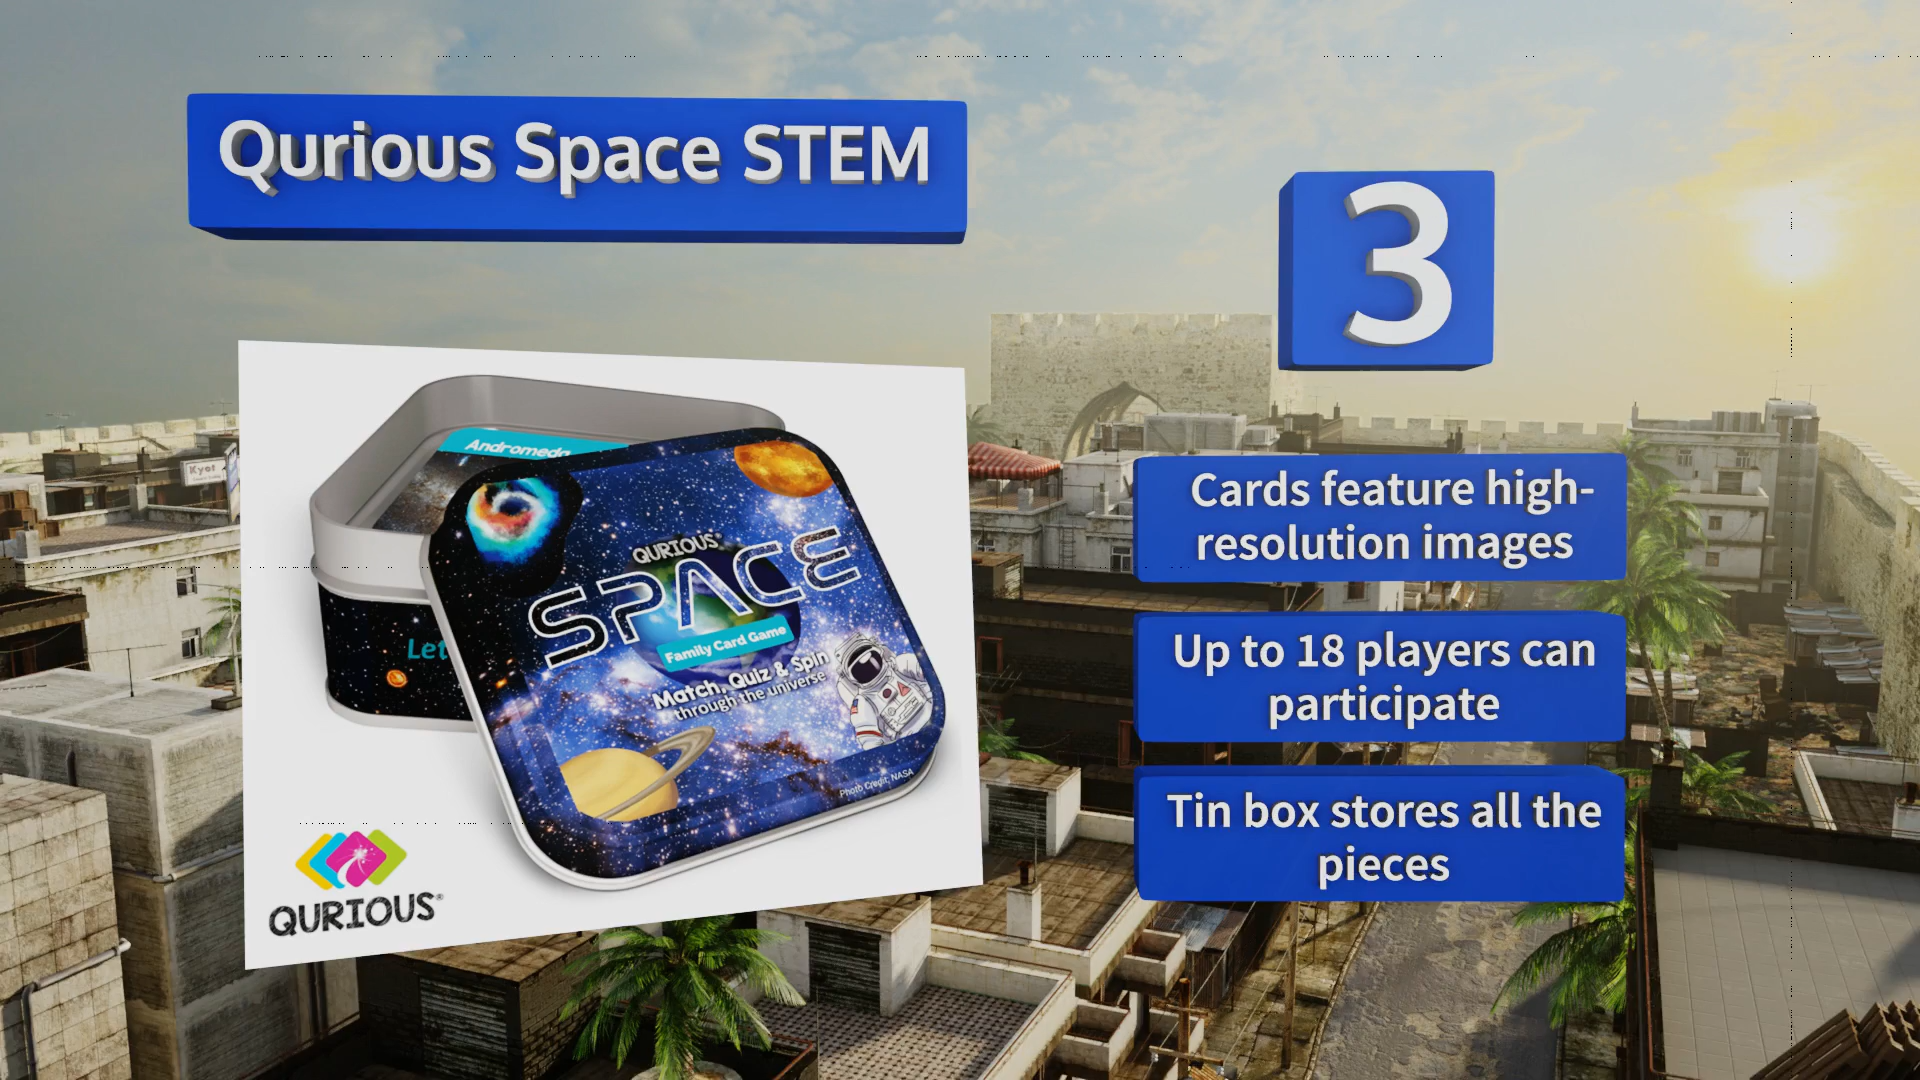 Qurious Space STEM
3
Andromeda
QURIOUS
SPACE
Family Card Game
Match, Quiz & Spin
through the universe
Photo Credit, NASA
Let
QURIOUS®
Cards feature high-
resolution images
Up to 18 players can
participate
Tin box stores all the
pieces
Kyot